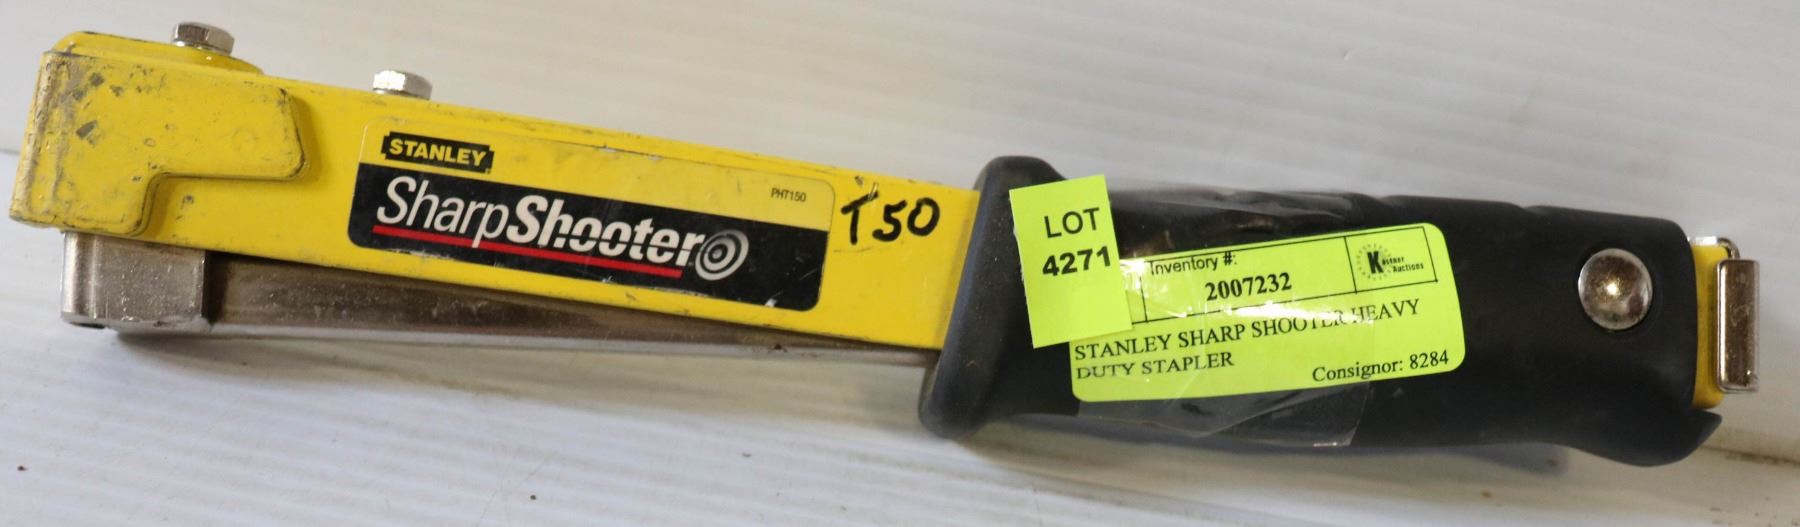 STANLEY
PHT150
SharpShooter
T50
LOT
4271
Inventory #:
2007232
Kastner
Auctions
STANLEY SHARP SHOOTER HEAVY
DUTY STAPLER
Consignor: 8284